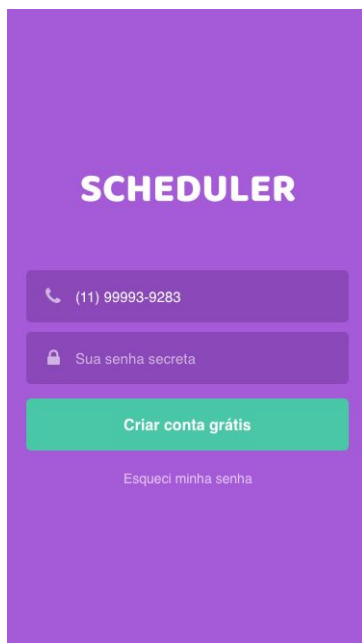 SCHEDULER
(11) 99993-9283
Sua senha secreta
Criar conta grátis
Esqueci minha senha